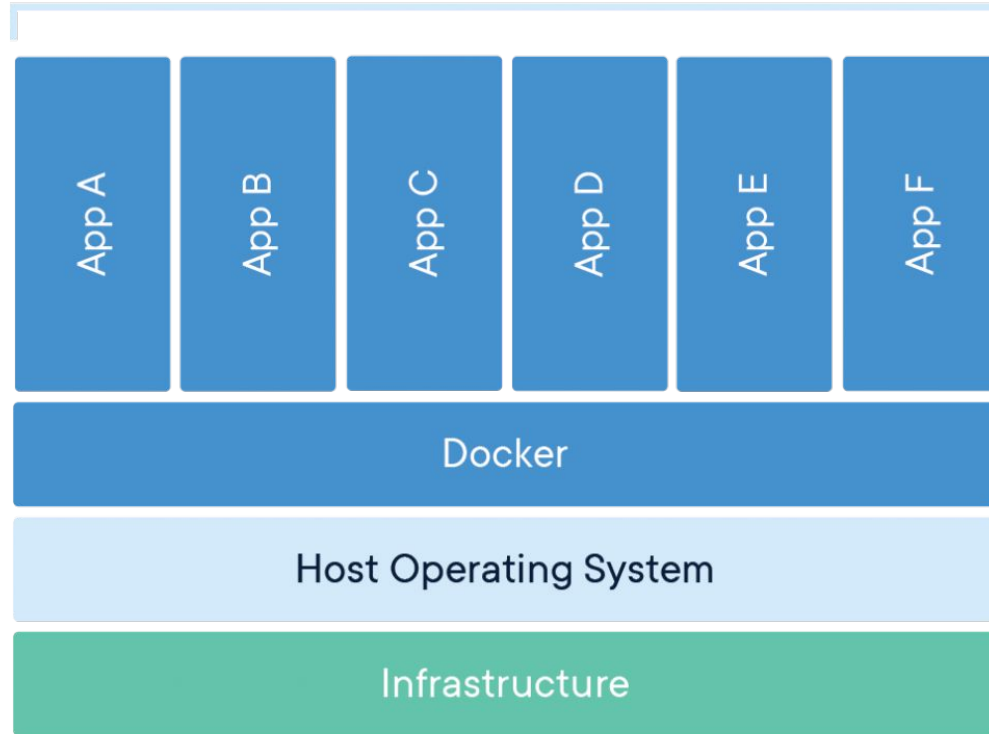 App A
App B
App C
App D
App E
App F
Docker
Host Operating System
Infrastructure